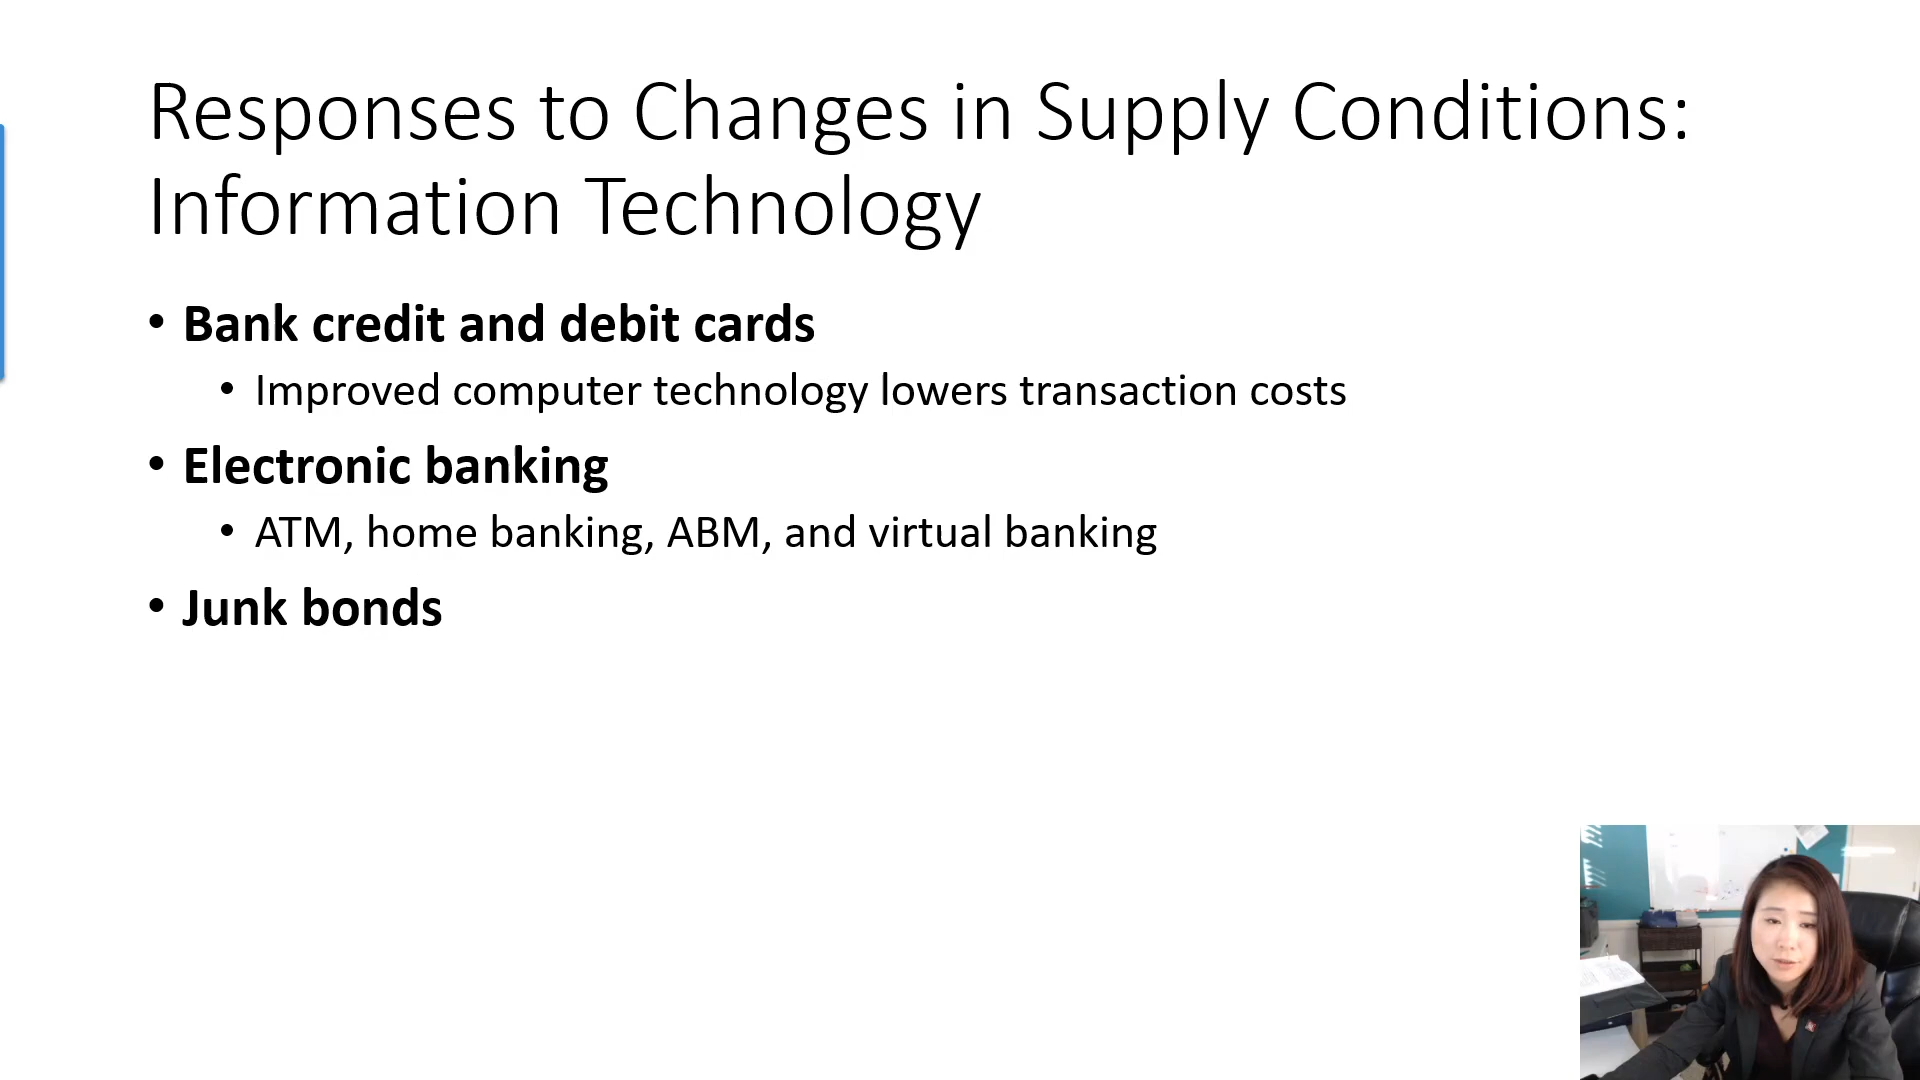 Responses to Changes in Supply Conditions:
Information Technology
• Bank credit and debit cards
• Improved computer technology lowers transaction costs
• Electronic banking
• ATM, home banking, ABM, and virtual banking
• Junk bonds